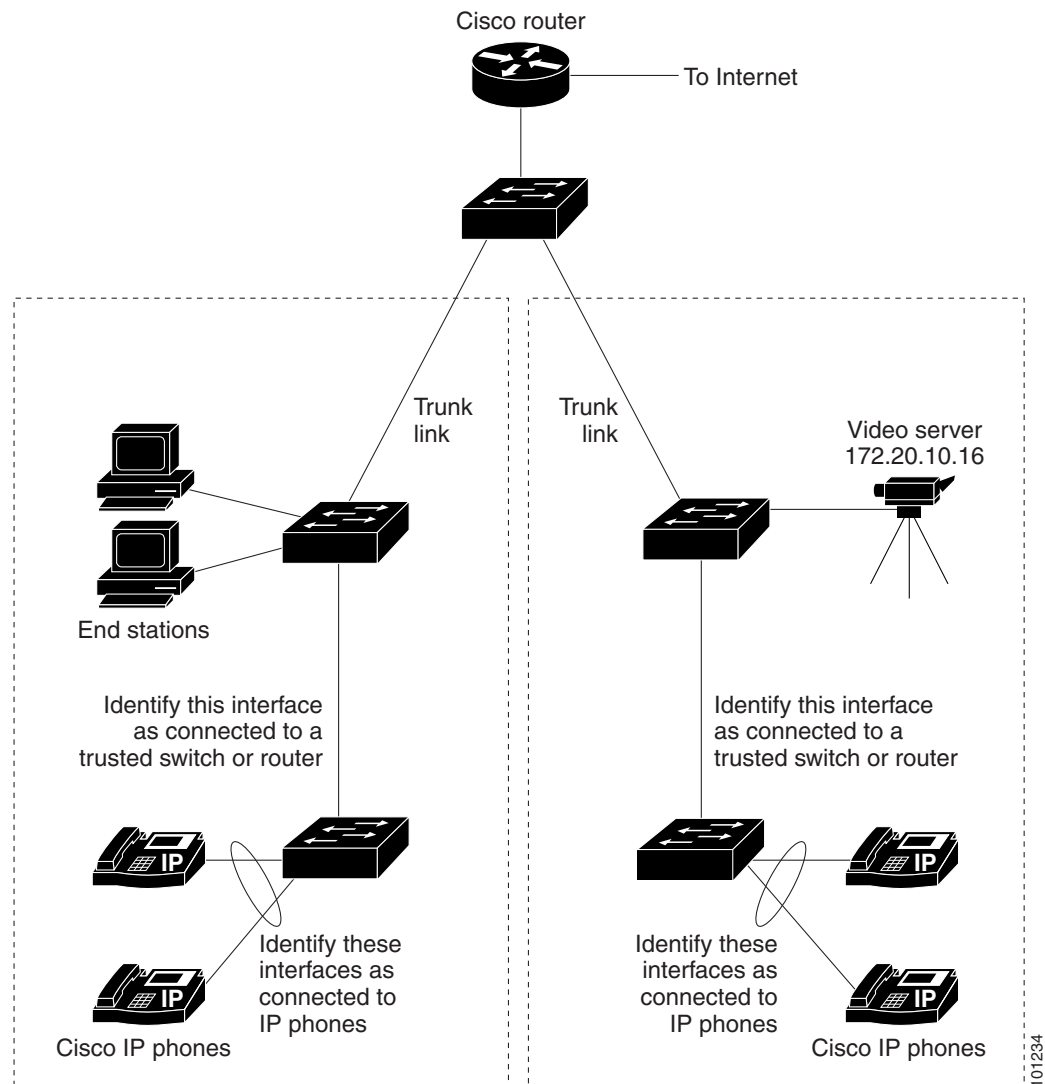 Cisco router
To Internet
Trunk
link
Trunk
link
Video server
172.20.10.16
End stations
Identify this interface
as connected to a
trusted switch or router
Identify this interface
as connected to a
trusted switch or router
IP
IP
Identify these
interfaces as
connected to
IP phones
Identify these
interfaces as
connected to
IP phones
IP
IP
Cisco IP phones
Cisco IP phones
101234